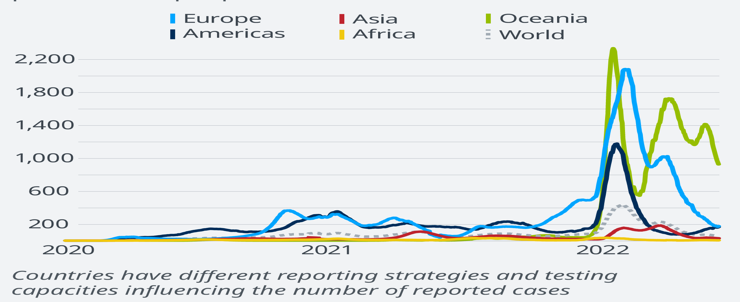 Europe
Asia
Oceania
Americas
Africa
World
2,200
1,800
1,400
1,000
600
200
2020
2021
2022
Countries have different reporting strategies and testing
capacities influencing the number of reported cases